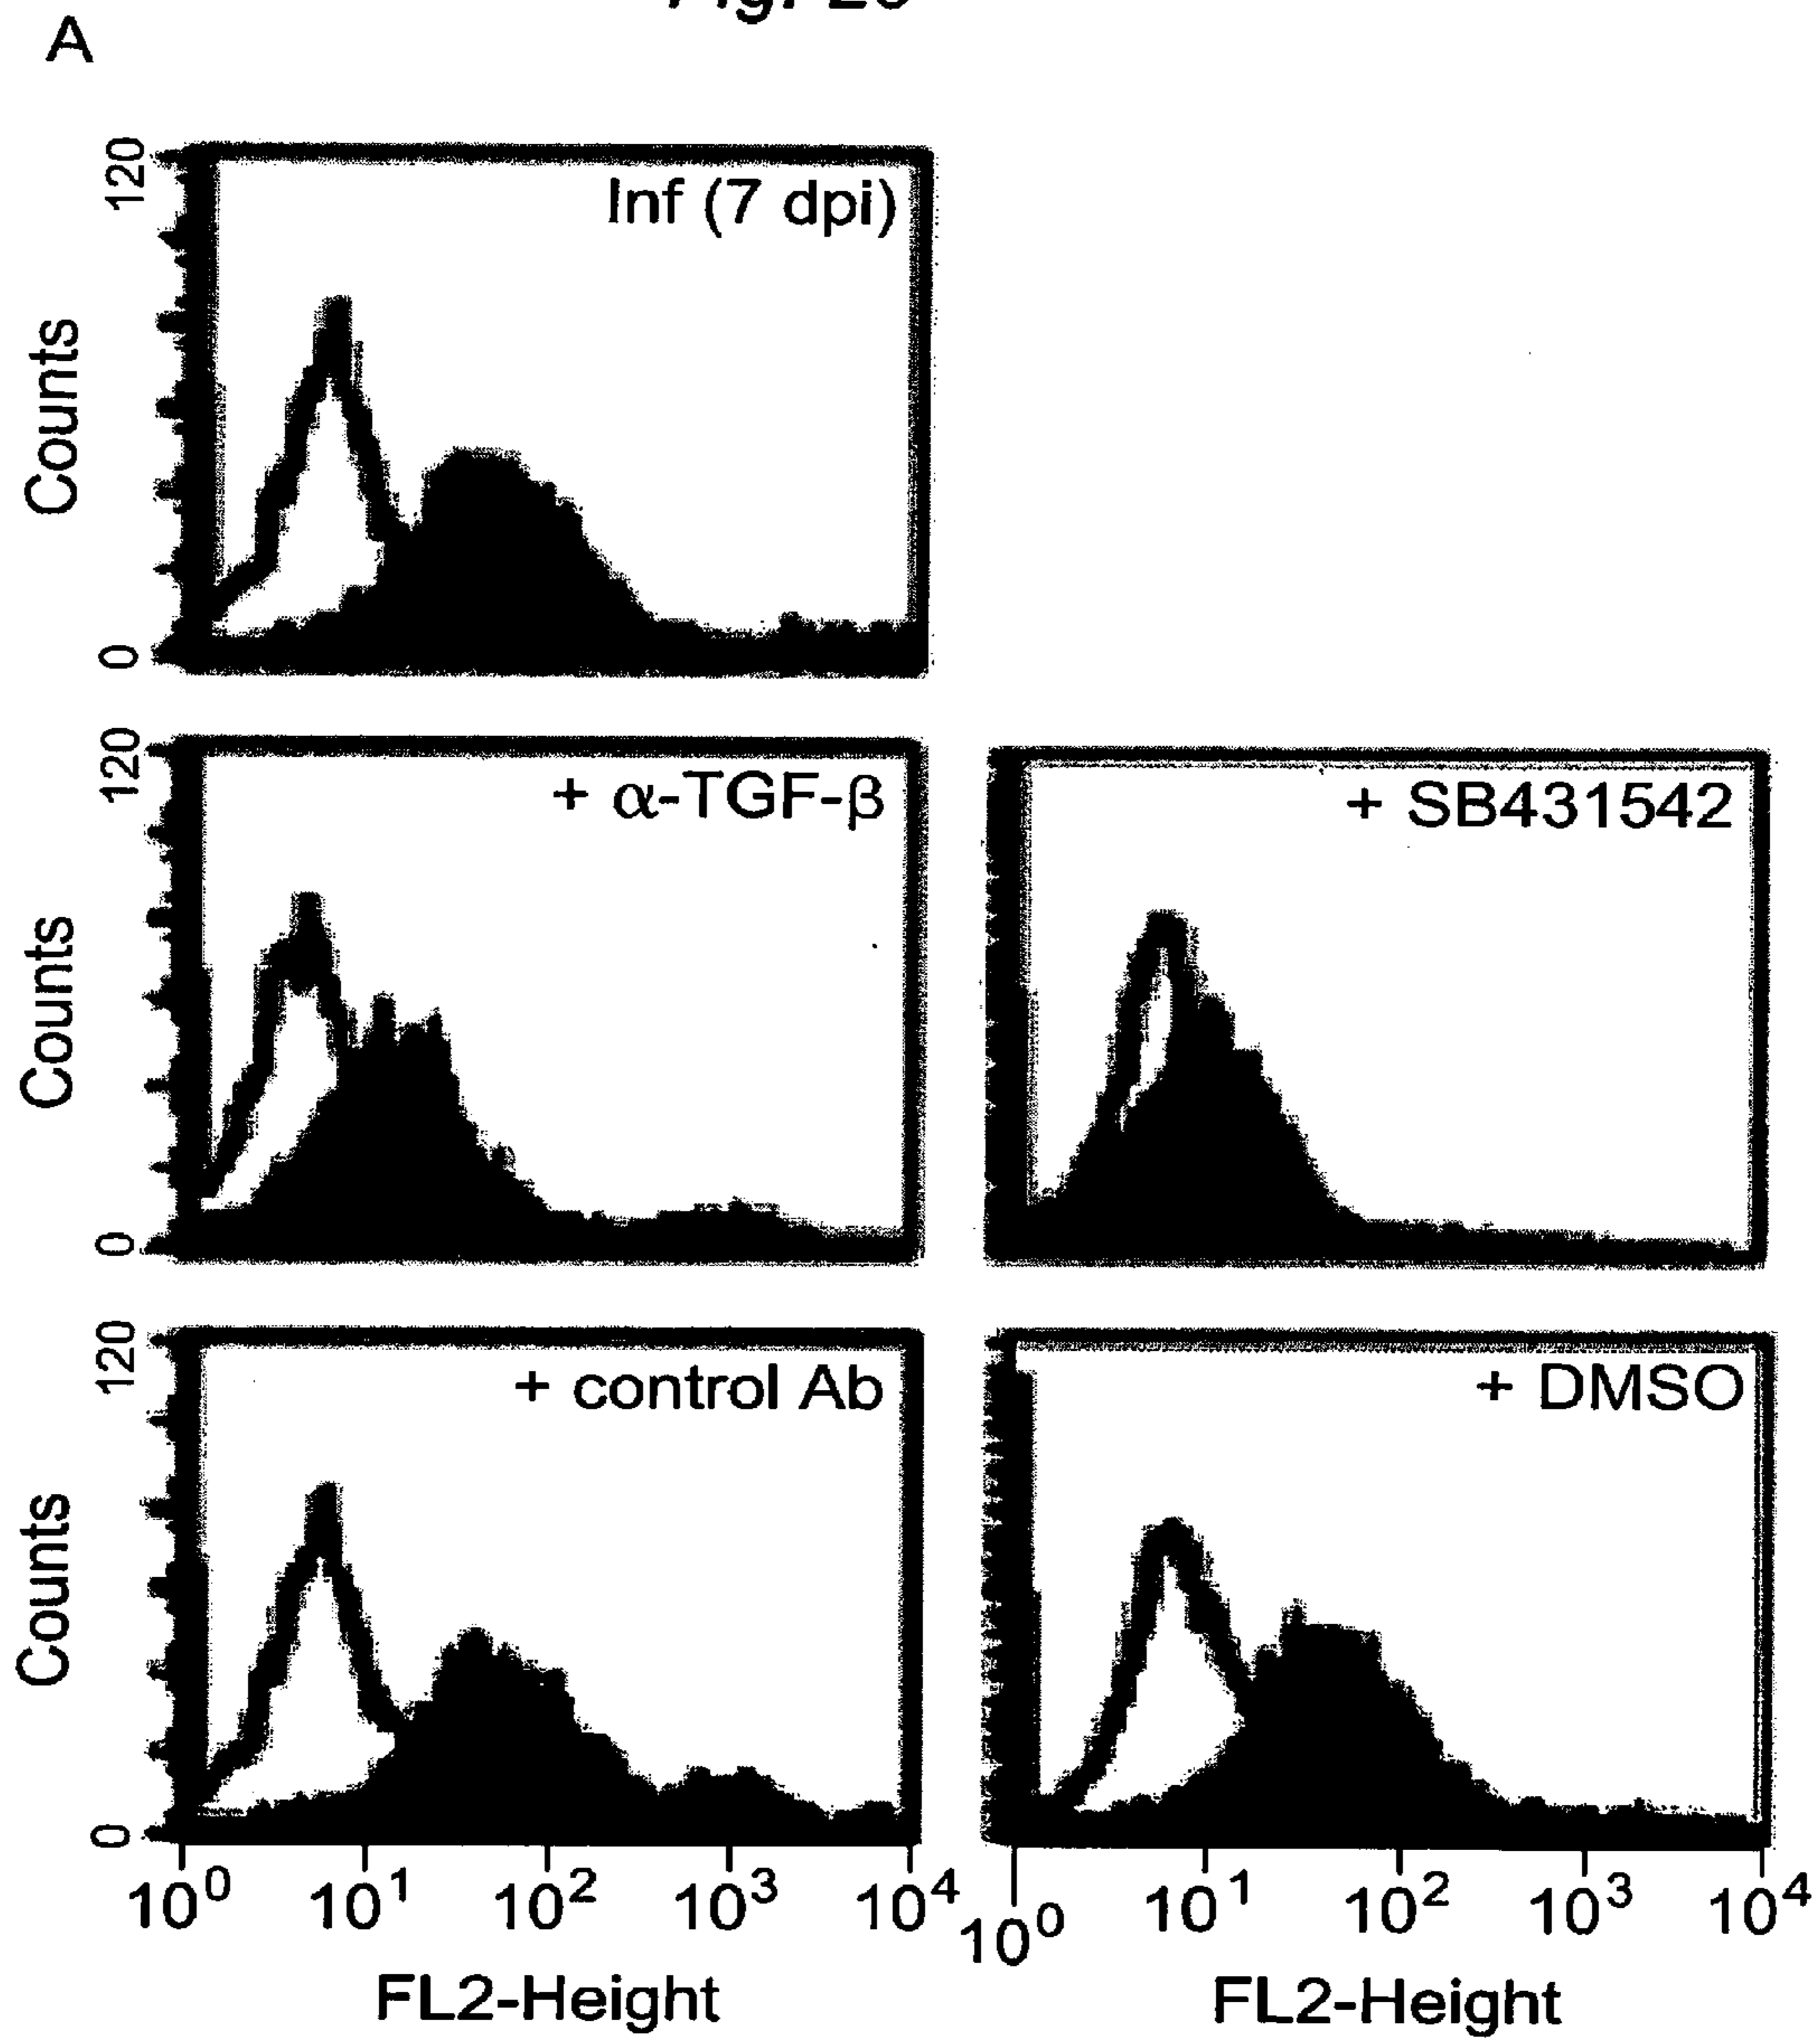 A
120
Inf (7 dpi)
Counts
0
120
+ α-TGF-β
Counts
0
+ SB431542
120
+ control Ab
Counts
0
+ DMSO
10⁰ 10¹ 10² 10³ 10⁴
10⁰ 10¹ 10² 10³ 10⁴
FL2-Height
FL2-Height